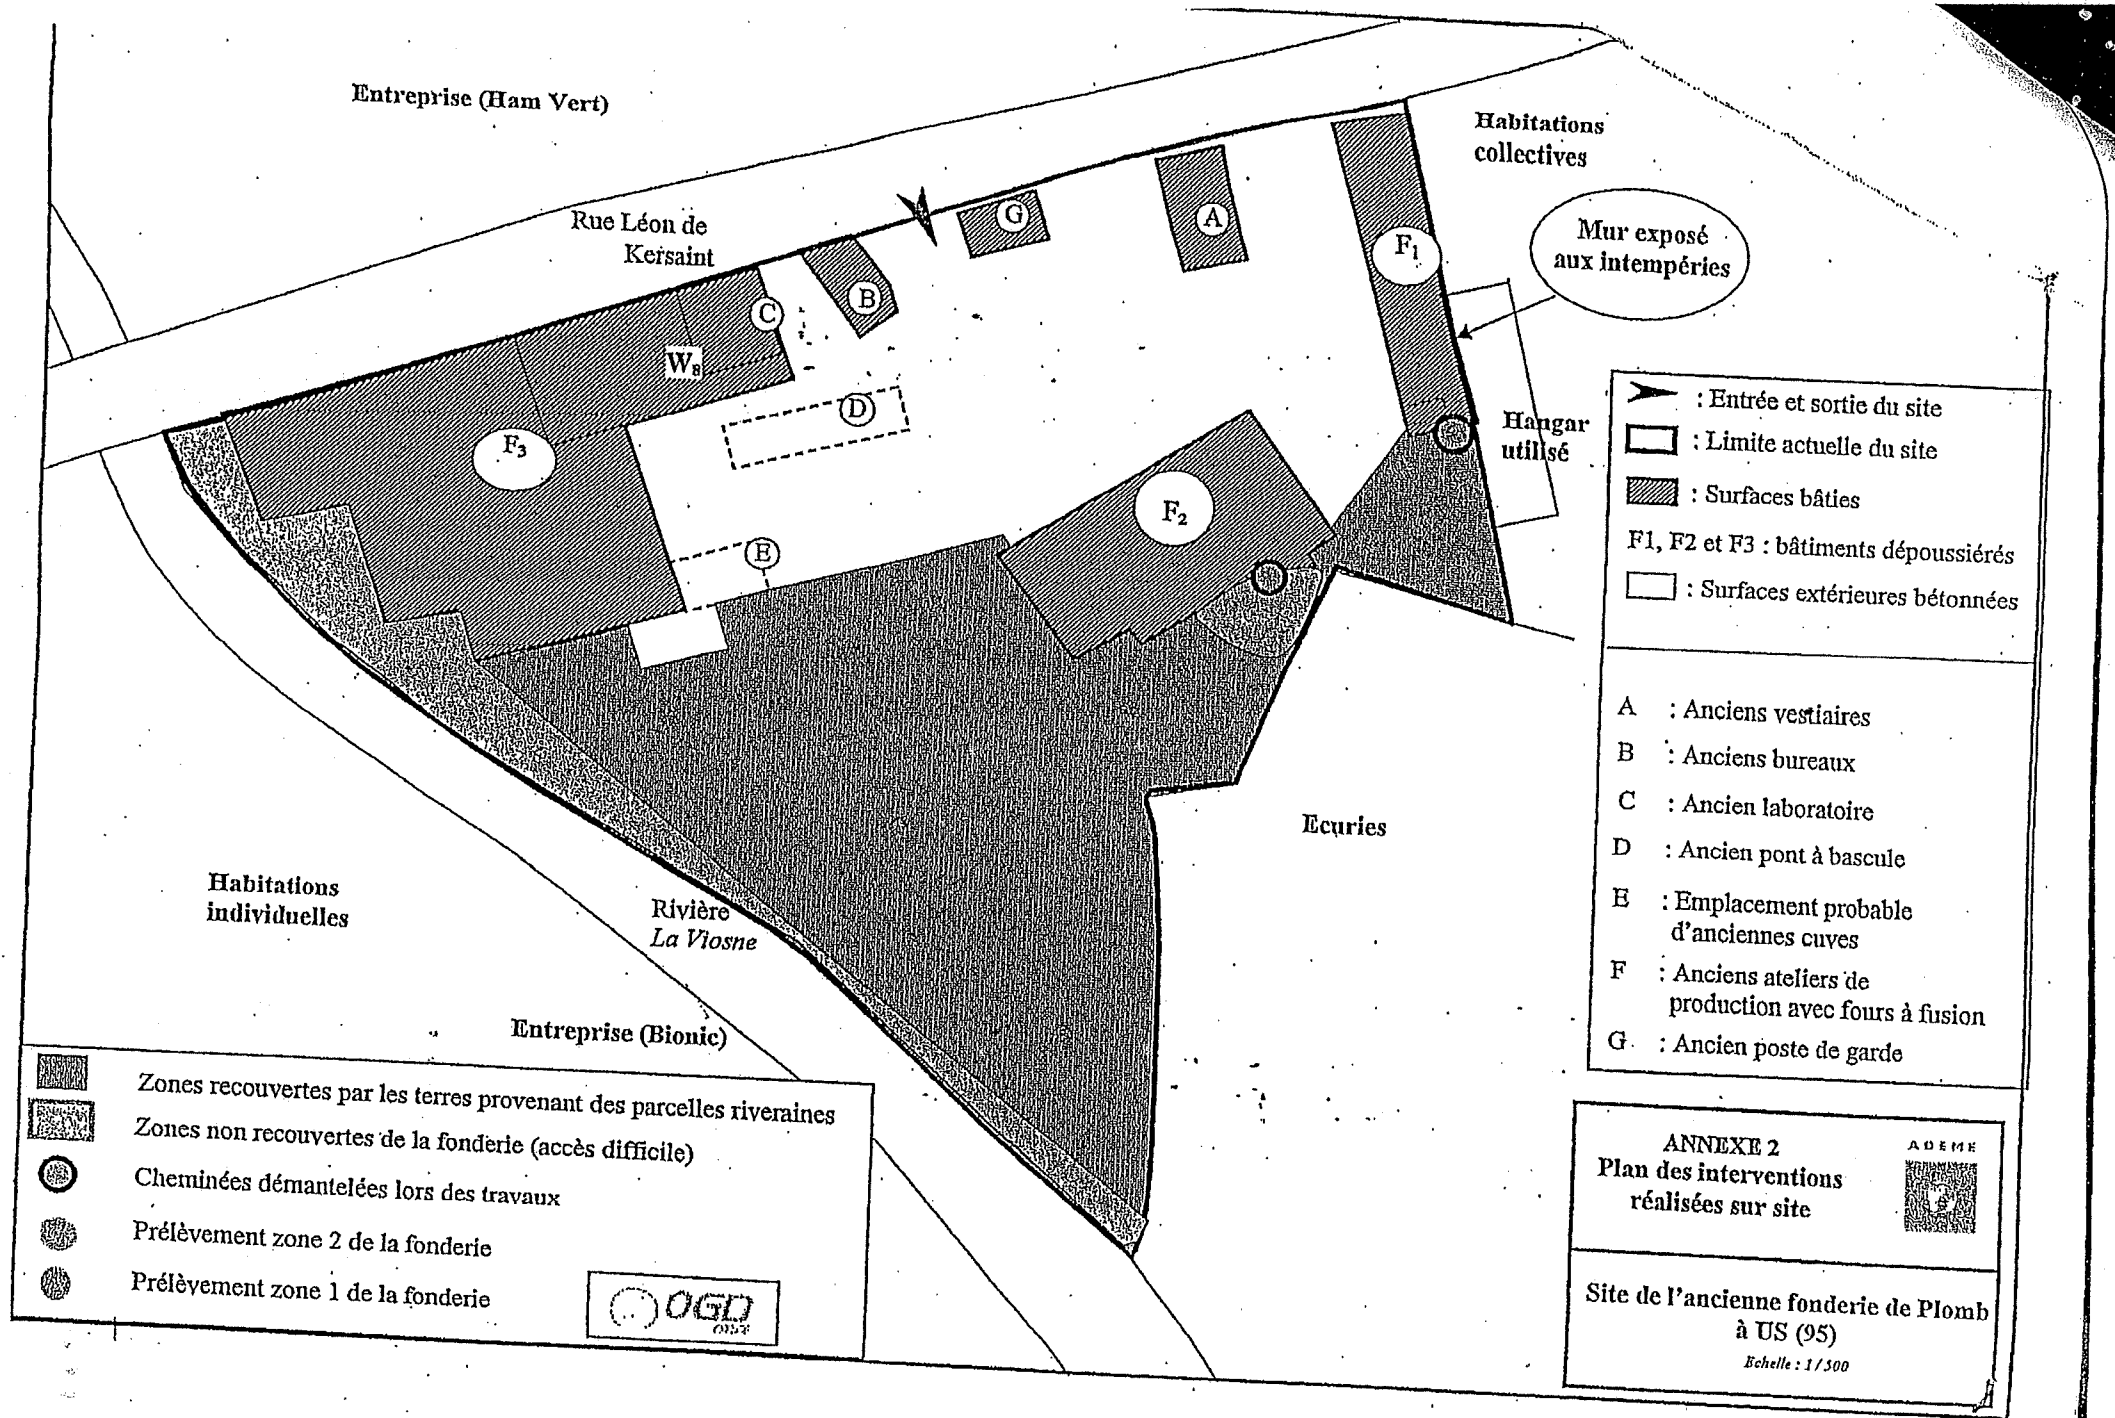 Entreprise (Ham Vert)
Habitations
collectives
Rue Léon de
Kersaint
G
A
Mur exposé
aux intempéries
F1
B
C
W8
D
Hangar
utilisé
F3
F2
E
: Entrée et sortie du site
: Limite actuelle du site
: Surfaces bâties
F1, F2 et F3 : bâtiments dépoussiérés
: Surfaces extérieures bétonnées
A : Anciens vestiaires
B : Anciens bureaux
C : Ancien laboratoire
D : Ancien pont à bascule
E : Emplacement probable
d'anciennes cuves
F : Anciens ateliers de
production avec fours à fusion
G : Ancien poste de garde
Ecuries
Habitations
individuelles
Rivière
La Viosne
Entreprise (Bionic)
Zones recouvertes par les terres provenant des parcelles riveraines
Zones non recouvertes de la fonderie (accès difficile)
Cheminées démantelées lors des travaux
Prélèvement zone 2 de la fonderie
Prélèvement zone 1 de la fonderie
OGD
ANNEXE 2
Plan des interventions
réalisées sur site
ADEME
Site de l'ancienne fonderie de Plomb
à US (95)
Echelle : 1/500